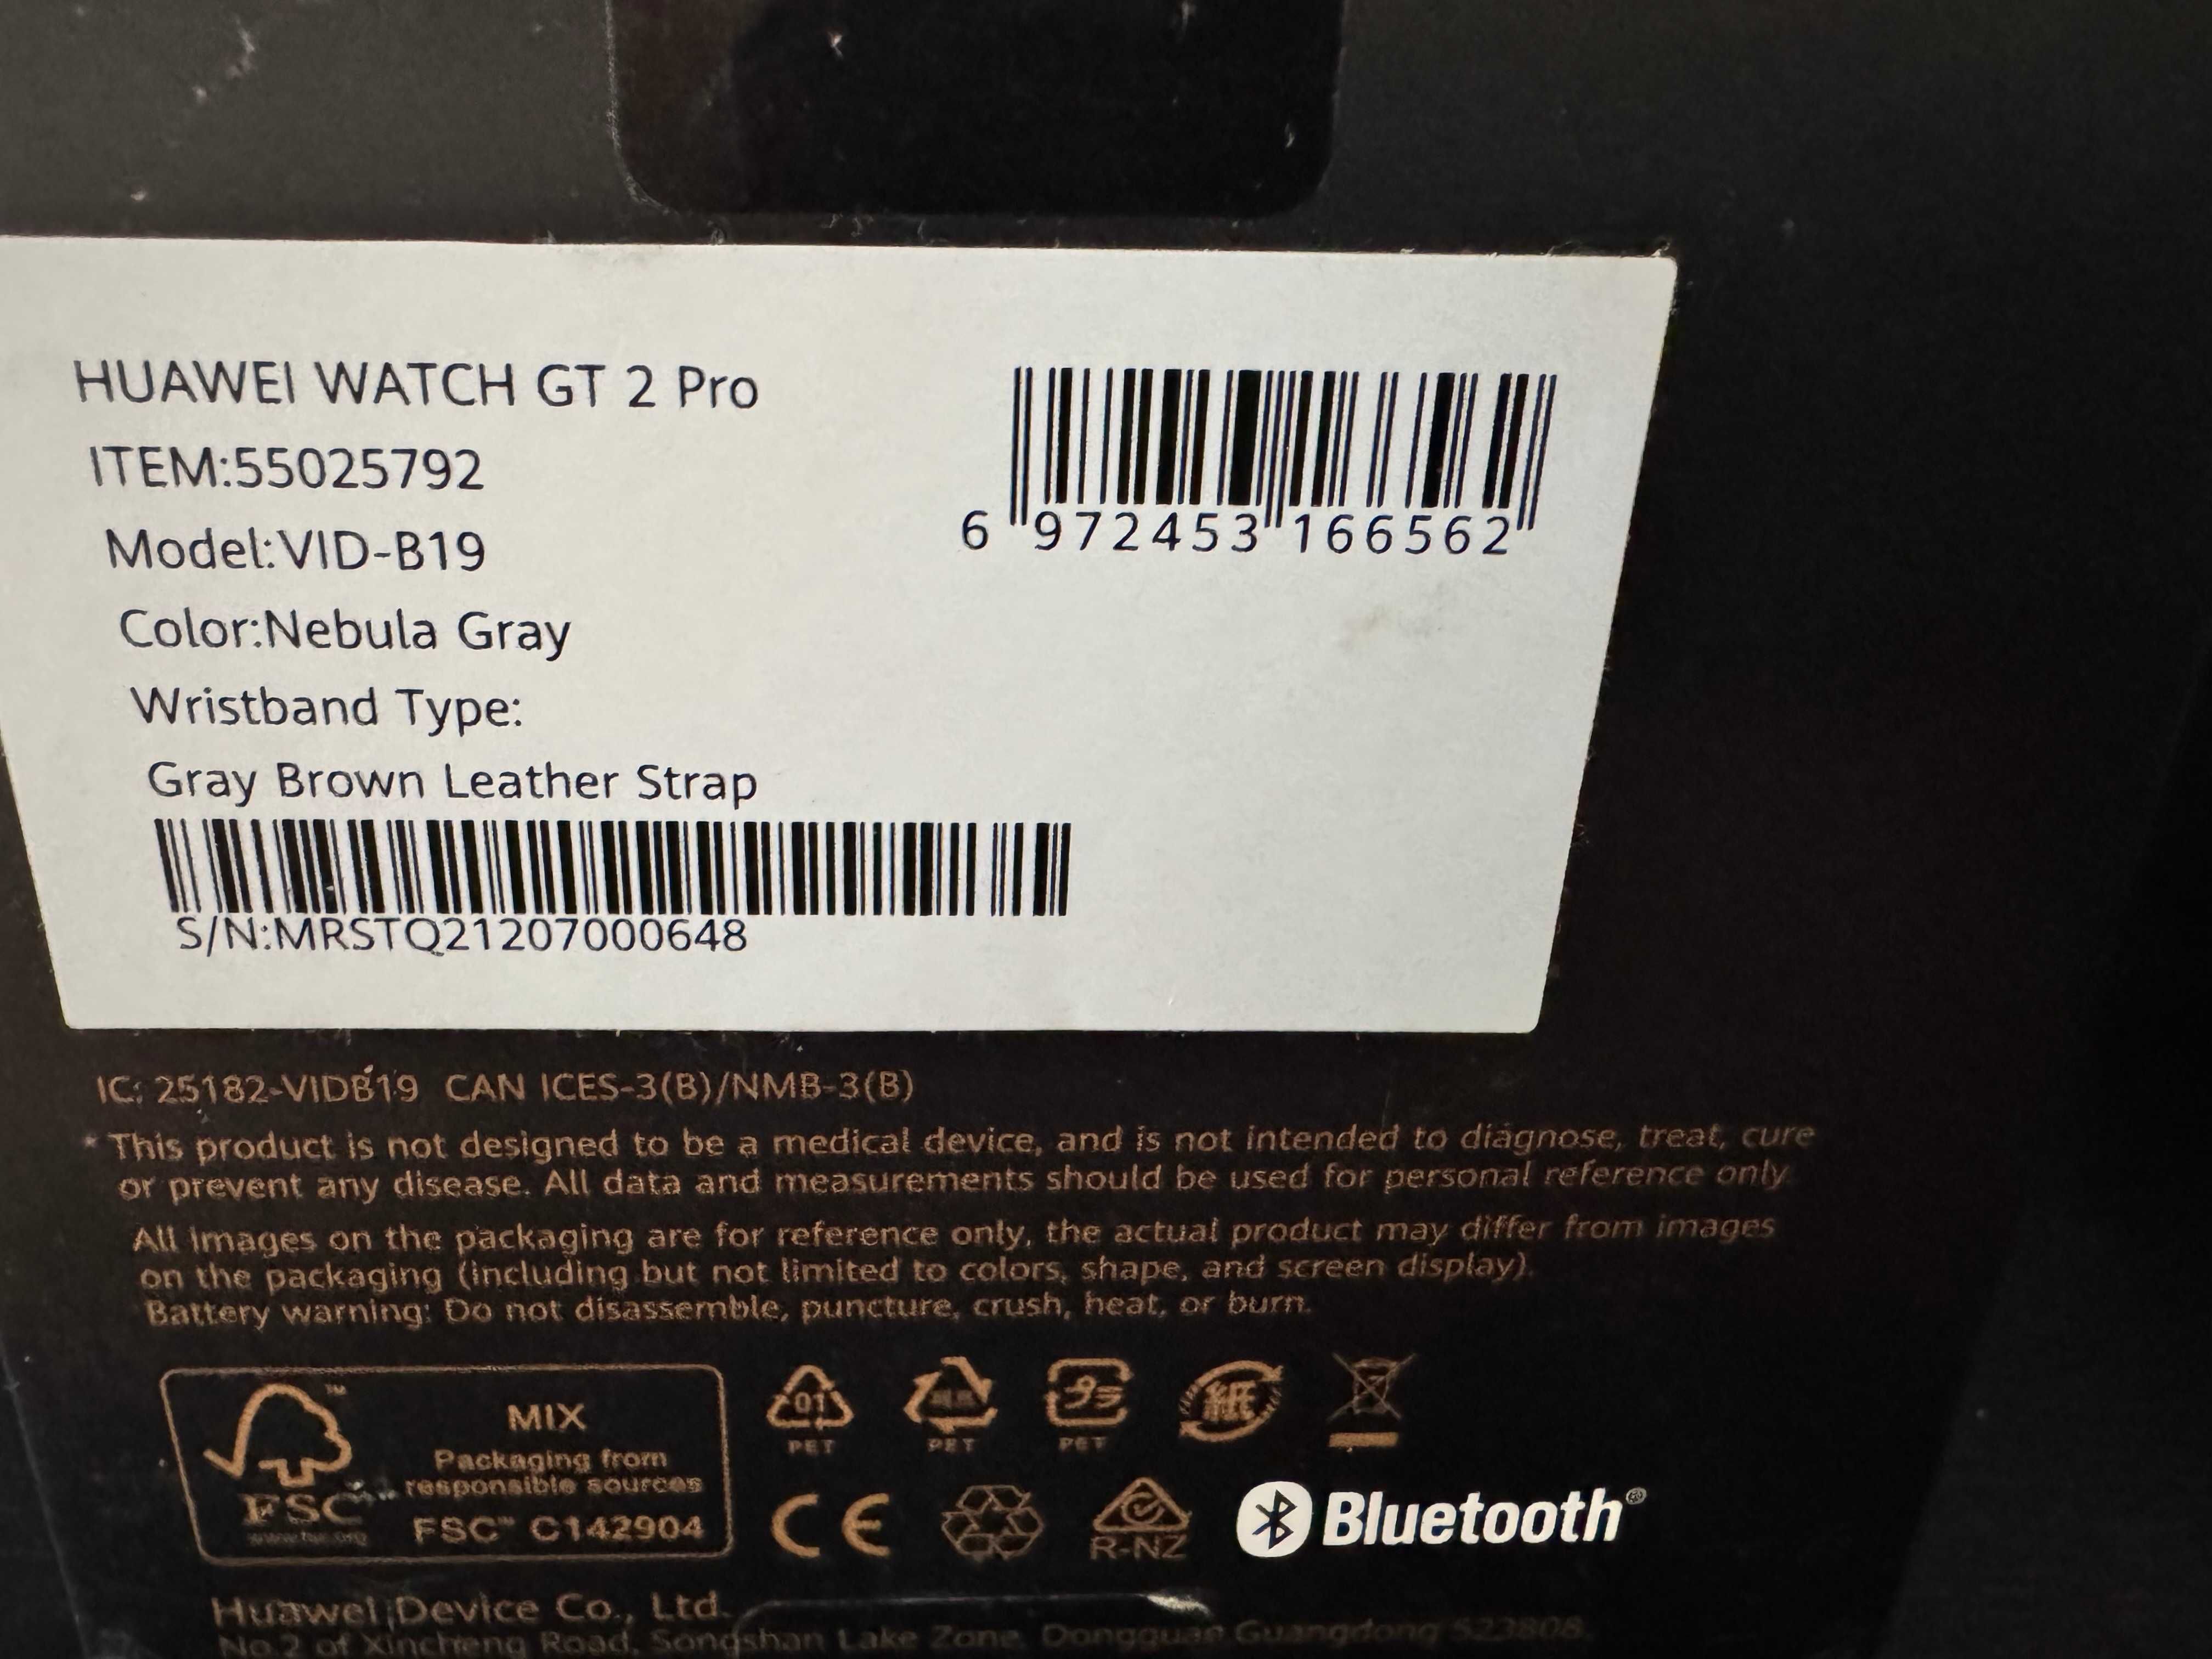 HUAWEI WATCH GT 2 Pro
ITEM:55025792
Model:VID-B19
Color:Nebula Gray
Wristband Type:
Gray Brown Leather Strap
6 972453 166562
S/N:MRSTQ21207000648
IC: 25182-VIDB19 CAN ICES-3(B)/NMB-3(B)
* This product is not designed to be a medical device, and is not intended to diagnose, treat, cure
or prevent any disease. All data and measurements should be used for personal reference only.
All images on the packaging are for reference only, the actual product may differ from images
on the packaging (including but not limited to colors, shape, and screen display).
Battery warning: Do not disassemble, puncture, crush, heat, or burn.
FSC
www.fsc.org
MIX
Packaging from
responsible sources
FSC™ C142904
01
PET
PET
PET
紙
CE
R-NZ
Bluetooth®
Huawei Device Co., Ltd.
No.2 of Xincheng Road, Songshan Lake Zone, Dongguan Guangdong 523808,